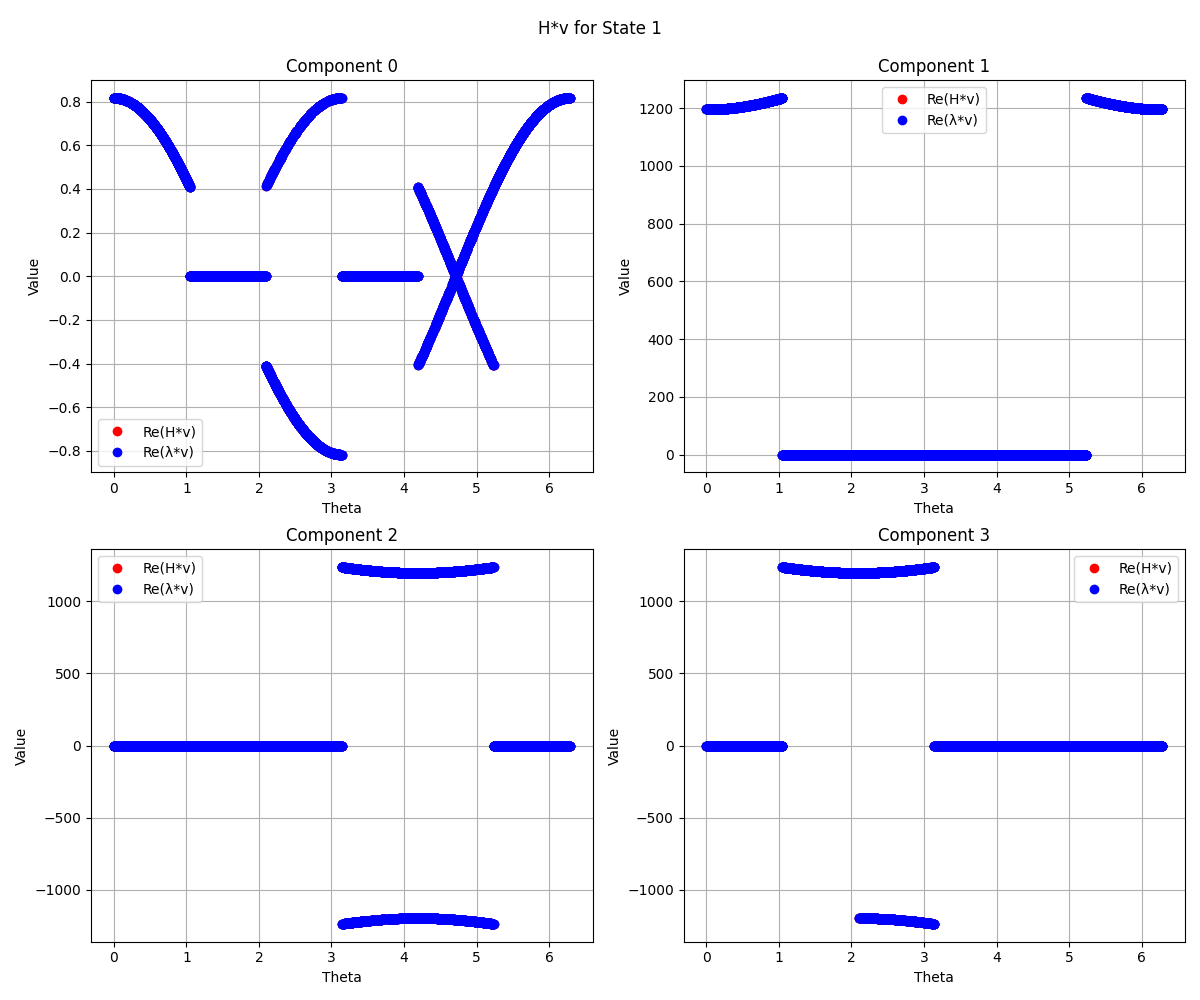 H*v for State 1
Component 0
Value
0.8
0.6
0.4
0.2
0.0
−0.2
−0.4
−0.6
−0.8
Re(H*v)
Re(λ*v)
0 1 2 3 4 5 6
Theta
Component 1
Value
1200
1000
800
600
400
200
0
Re(H*v)
Re(λ*v)
0 1 2 3 4 5 6
Theta
Component 2
Value
1000
500
0
−500
−1000
Re(H*v)
Re(λ*v)
0 1 2 3 4 5 6
Theta
Component 3
Value
1000
500
0
−500
−1000
Re(H*v)
Re(λ*v)
0 1 2 3 4 5 6
Theta